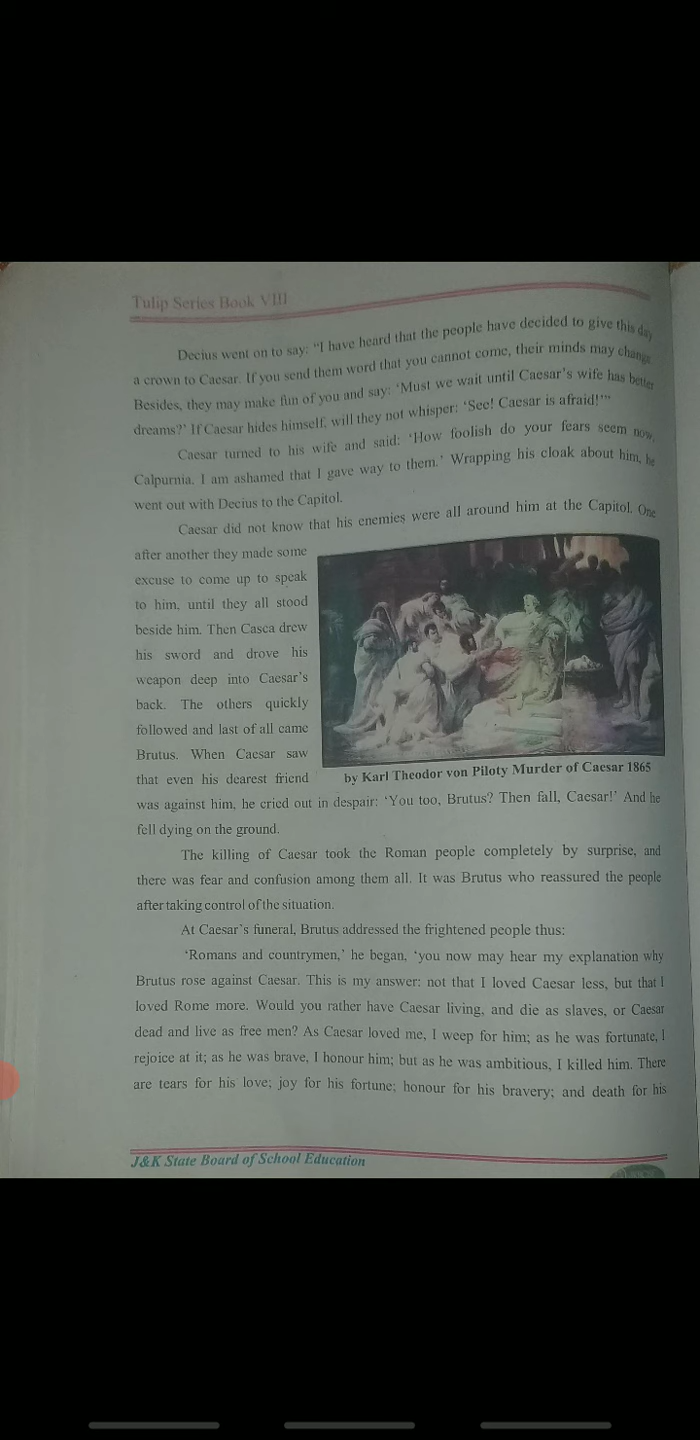 Tulip Series Book VIII
Decius went on to say: “I have heard that the people have decided to give this day
a crown to Caesar. If you send them word that you cannot come, their minds may change.
Besides, they may make fun of you and say: ‘Must we wait until Caesar’s wife has better
dreams?’ If Caesar hides himself, will they not whisper: ‘See! Caesar is afraid!’”
Caesar turned to his wife and said: ‘How foolish do your fears seem now,
Calpurnia. I am ashamed that I gave way to them.’ Wrapping his cloak about him, he
went out with Decius to the Capitol.
Caesar did not know that his enemies were all around him at the Capitol. One
after another they made some
excuse to come up to speak
to him, until they all stood
beside him. Then Casca drew
his sword and drove his
weapon deep into Caesar’s
back. The others quickly
followed and last of all came
Brutus. When Caesar saw
that even his dearest friend
by Karl Theodor von Piloty Murder of Caesar 1865
was against him, he cried out in despair: ‘You too, Brutus? Then fall, Caesar!’ And he
fell dying on the ground.
The killing of Caesar took the Roman people completely by surprise, and
there was fear and confusion among them all. It was Brutus who reassured the people
after taking control of the situation.
At Caesar’s funeral, Brutus addressed the frightened people thus:
‘Romans and countrymen,’ he began, ‘you now may hear my explanation why
Brutus rose against Caesar. This is my answer: not that I loved Caesar less, but that I
loved Rome more. Would you rather have Caesar living, and die as slaves, or Caesar
dead and live as free men? As Caesar loved me, I weep for him; as he was fortunate, I
rejoice at it; as he was brave, I honour him; but as he was ambitious, I killed him. There
are tears for his love; joy for his fortune; honour for his bravery; and death for his
J&K State Board of School Education